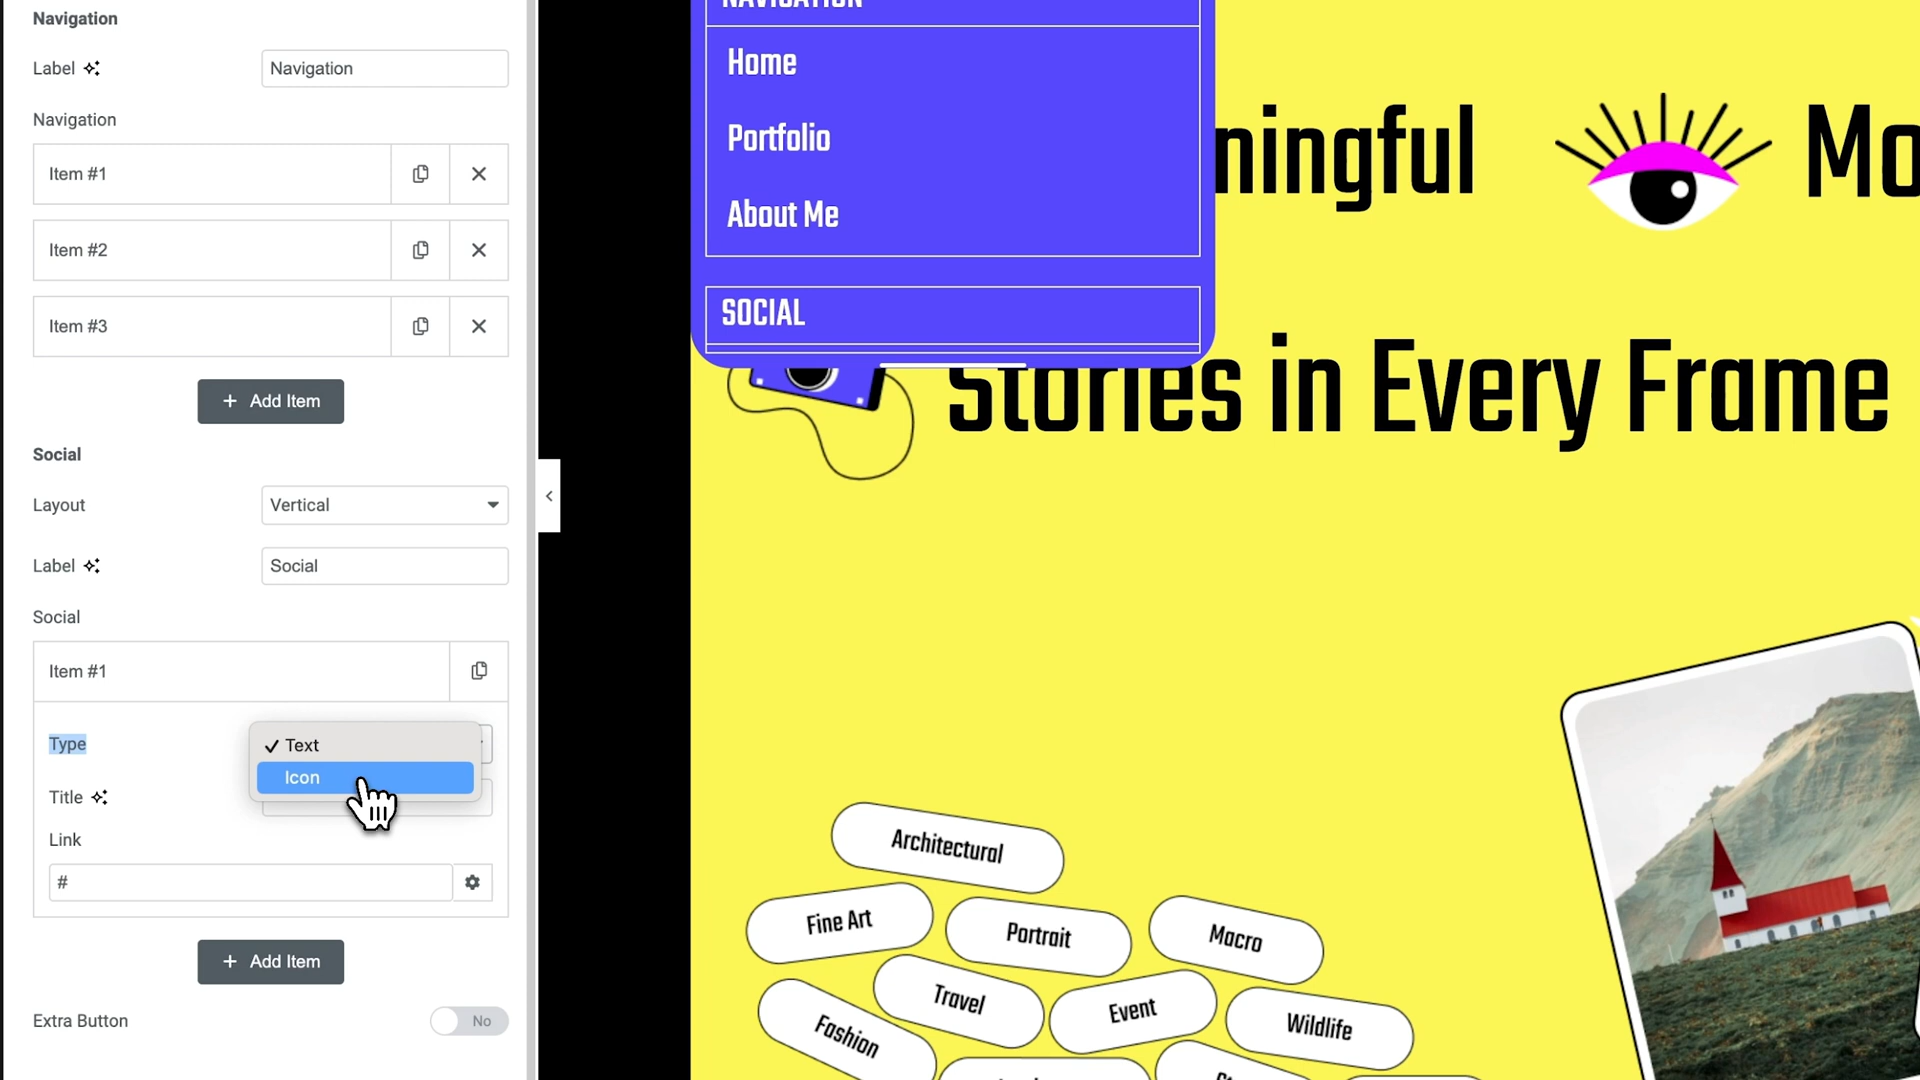 Navigation
Label
Navigation
Navigation
Item #1
Item #2
Item #3
+ Add Item
Social
Layout
Vertical
Label
Social
Social
Item #1
Type
✓ Text
Icon
Title
Link
#
+ Add Item
Extra Button
No
NAVIGATION
Home
Portfolio
About Me
SOCIAL
ningful
Mo
Stories in Every Frame
Architectural
Fine Art
Portrait
Macro
Travel
Event
Wildlife
Fashion